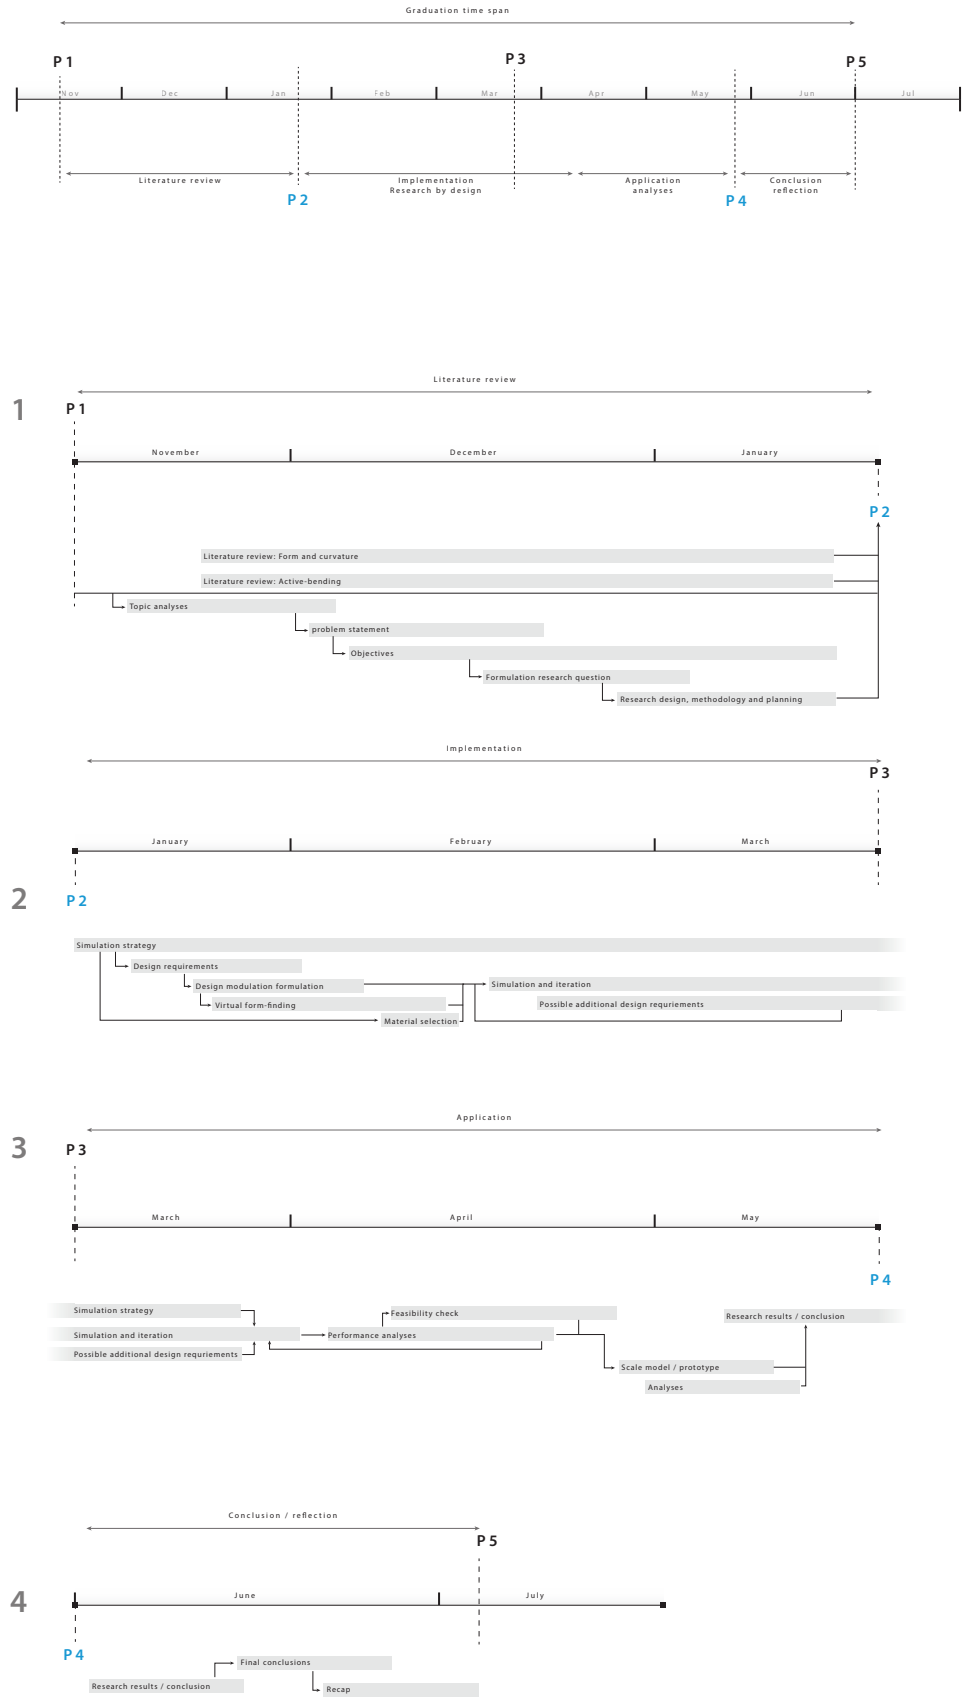 Graduation time span
P 1
P 3
P 5
Nov Dec Jan Feb Mar Apr May Jun Jul
Literature review
Implementation
Research by design
Application
analyses
Conclusion
reflection
P 2
P 4
Literature review
1
P 1
November December January
P 2
Literature review: Form and curvature
Literature review: Active-bending
Topic analyses
problem statement
Objectives
Formulation research question
Research design, methodology and planning
Implementation
P 3
January February March
2
P 2
Simulation strategy
Design requirements
Design modulation formulation
Simulation and iteration
Virtual form-finding
Possible additional design requriements
Material selection
Application
3
P 3
March April May
P 4
Simulation strategy
Feasibility check
Research results / conclusion
Simulation and iteration
Performance analyses
Possible additional design requriements
Scale model / prototype
Analyses
Conclusion / reflection
P 5
4
June July
P 4
Final conclusions
Research results / conclusion
Recap